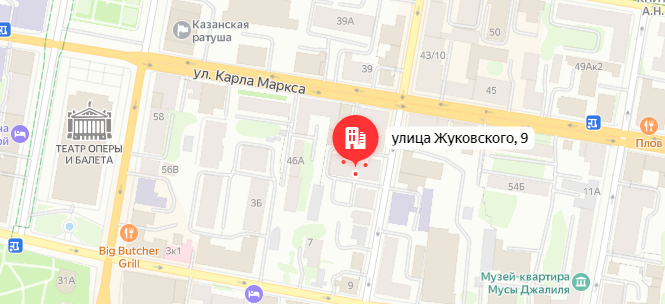 39А
Казанская
ратуша
50
А.Н.
43/10
39
49Ак2
ул. Карла Маркса
45
58
Плов
улица Жуковского, 9
ТЕАТР ОПЕРЫ
И БАЛЕТА
46А
56В
54Б
11А
3Б
Big Butcher
Grill
3к1
7
31А
9
Музей-квартира
Мусы Джалиля